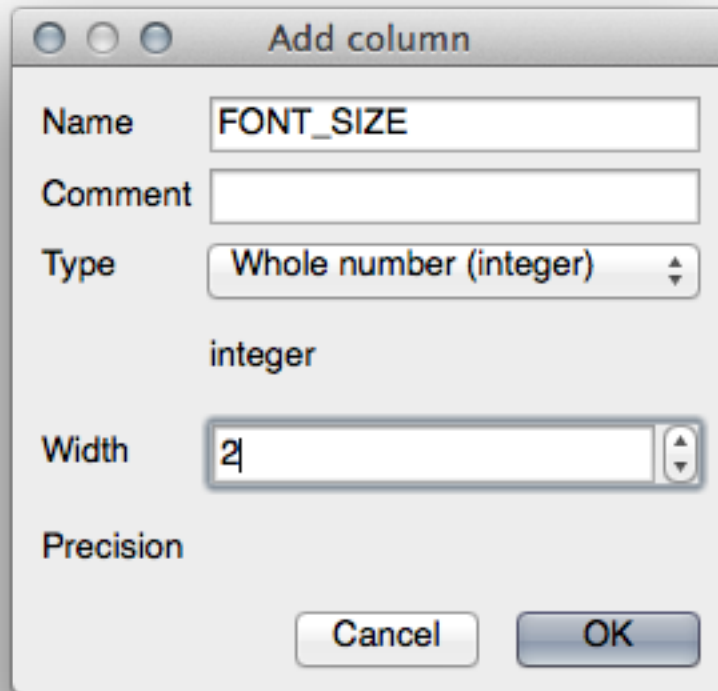 Add column
Name FONT_SIZE
Comment
Type Whole number (integer)
integer
Width 2
Precision
Cancel OK